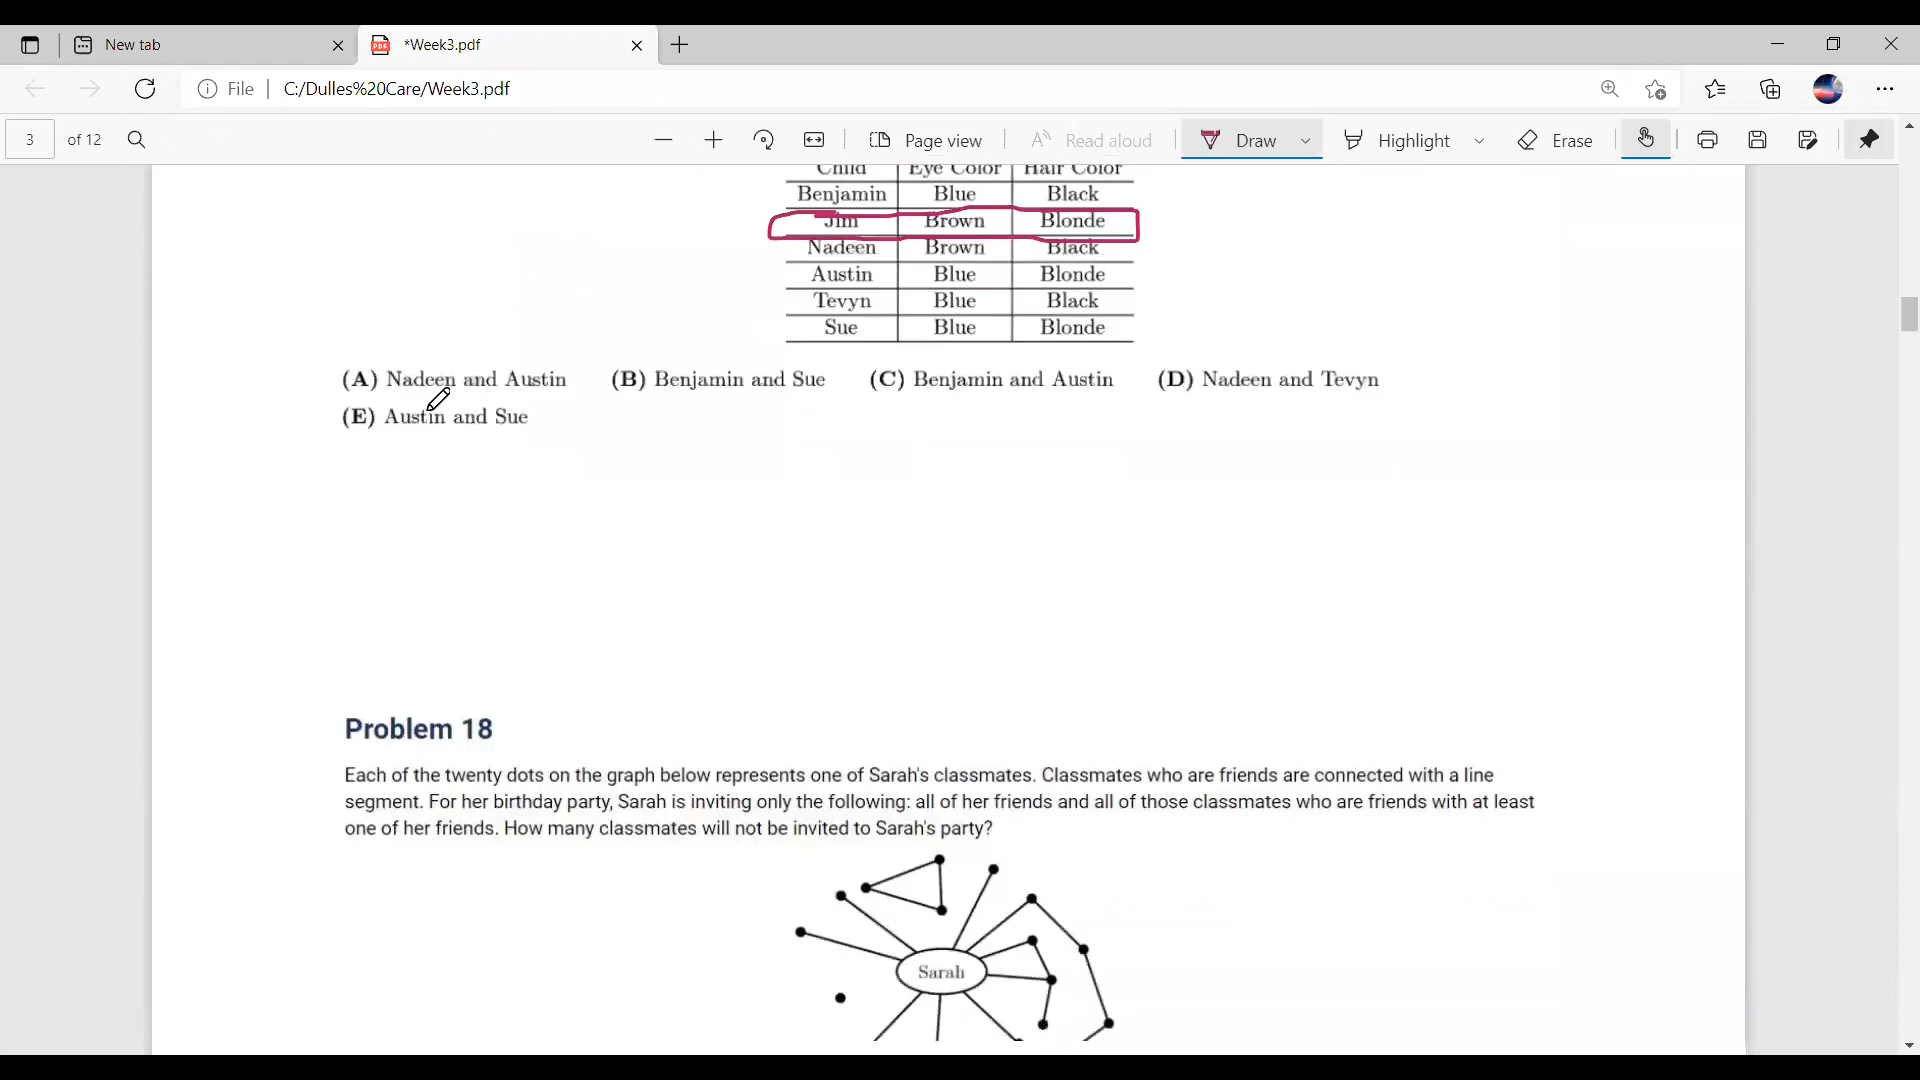 New tab
*Week3.pdf
File
C:/Dulles%20Care/Week3.pdf
3 of 12
Page view
Read aloud
Draw
Highlight
Erase
Child Eye Color Hair Color
Benjamin Blue Black
Jim Brown Blonde
Nadeen Brown Black
Austin Blue Blonde
Tevyn Blue Black
Sue Blue Blonde
(A) Nadeen and Austin (B) Benjamin and Sue (C) Benjamin and Austin (D) Nadeen and Tevyn
(E) Austin and Sue
Problem 18
Each of the twenty dots on the graph below represents one of Sarah's classmates. Classmates who are friends are connected with a line
segment. For her birthday party, Sarah is inviting only the following: all of her friends and all of those classmates who are friends with at least
one of her friends. How many classmates will not be invited to Sarah's party?
Sarah